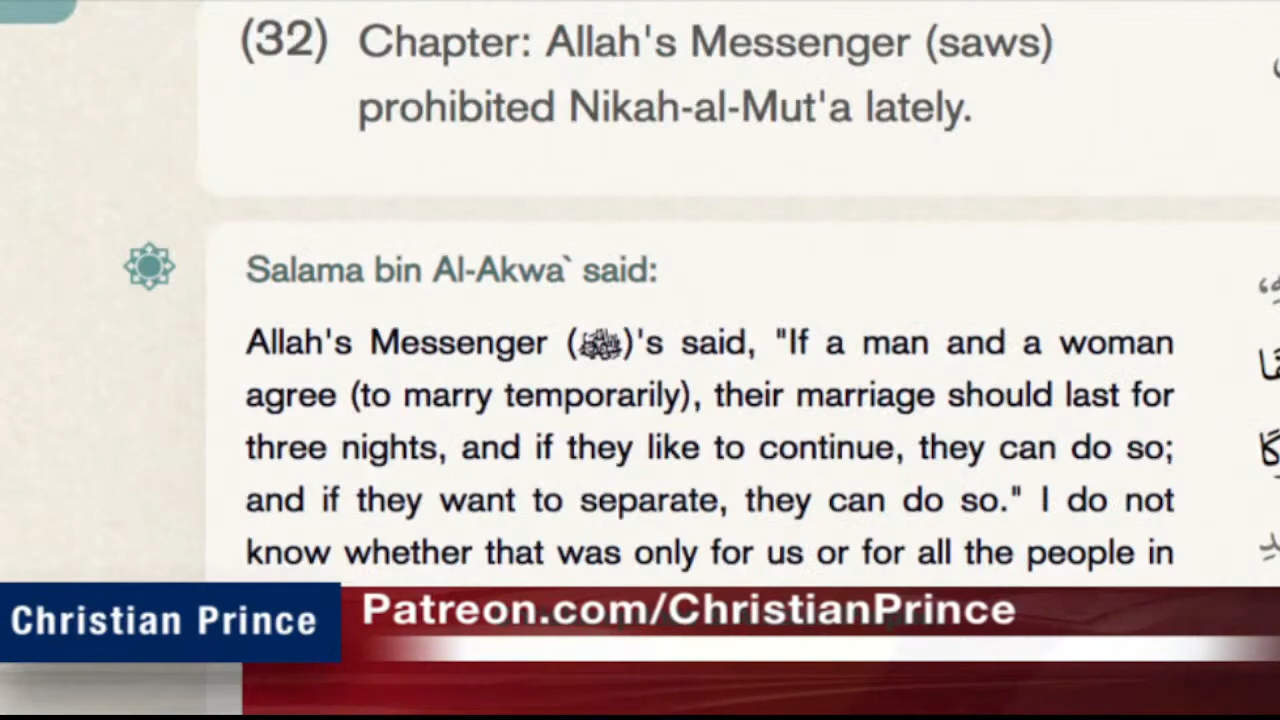 (32) Chapter: Allah's Messenger (saws)
prohibited Nikah-al-Mut'a lately.
Salama bin Al-Akwa` said:
Allah's Messenger (ﷺ)'s said, "If a man and a woman
agree (to marry temporarily), their marriage should last for
three nights, and if they like to continue, they can do so;
and if they want to separate, they can do so." I do not
know whether that was only for us or for all the people in
Christian Prince
Patreon.com/ChristianPrince